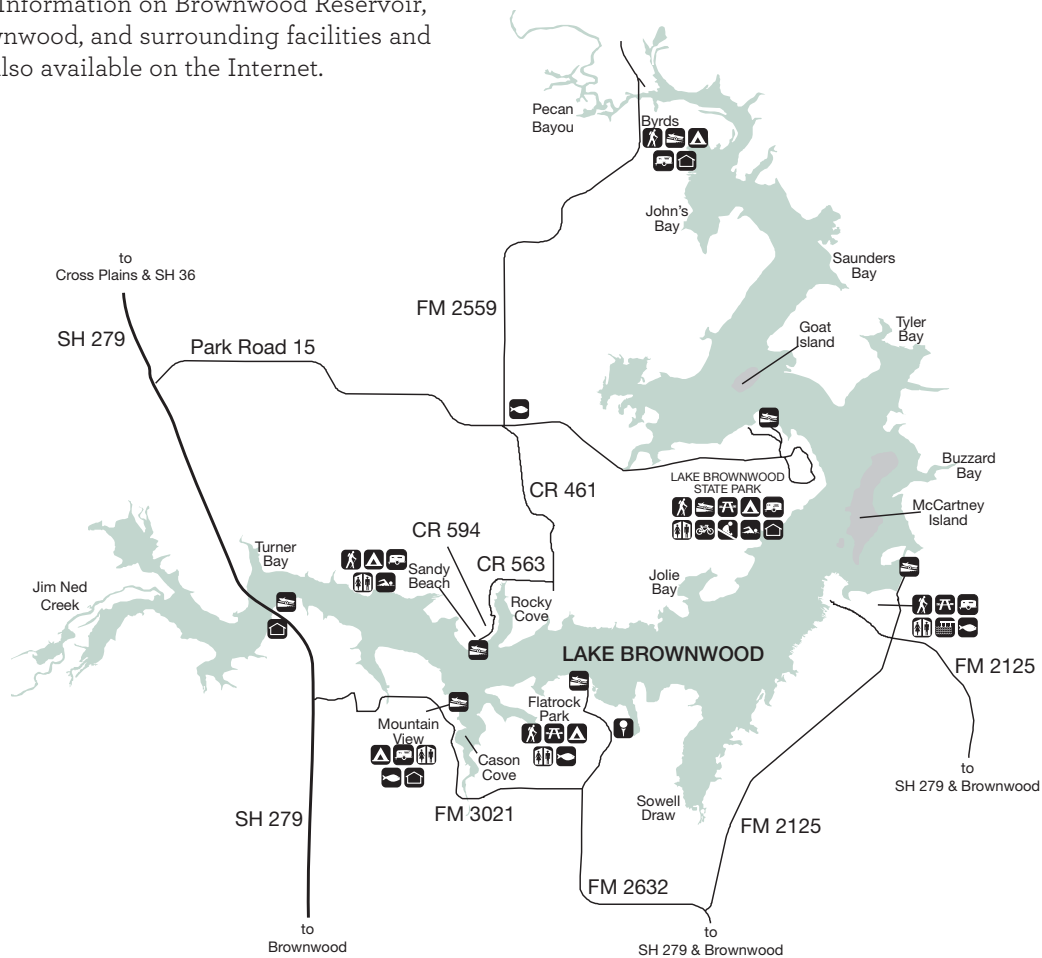 Information on Brownwood Reservoir,
wnwood, and surrounding facilities and
lso available on the Internet.
Pecan
Bayou
Byrds
John's
Bay
to
Cross Plains & SH 36
Saunders
Bay
FM 2559
SH 279
Goat
Island
Tyler
Bay
Park Road 15
Buzzard
Bay
LAKE BROWNWOOD
STATE PARK
CR 461
McCartney
Island
CR 594
Turner
Bay
CR 563
Sandy
Beach
Jolie
Bay
Jim Ned
Creek
Rocky
Cove
LAKE BROWNWOOD
FM 2125
Flatrock
Park
Mountain
View
Cason
Cove
to
SH 279 & Brownwood
Sowell
Draw
SH 279
FM 3021
FM 2125
FM 2632
to
Brownwood
to
SH 279 & Brownwood